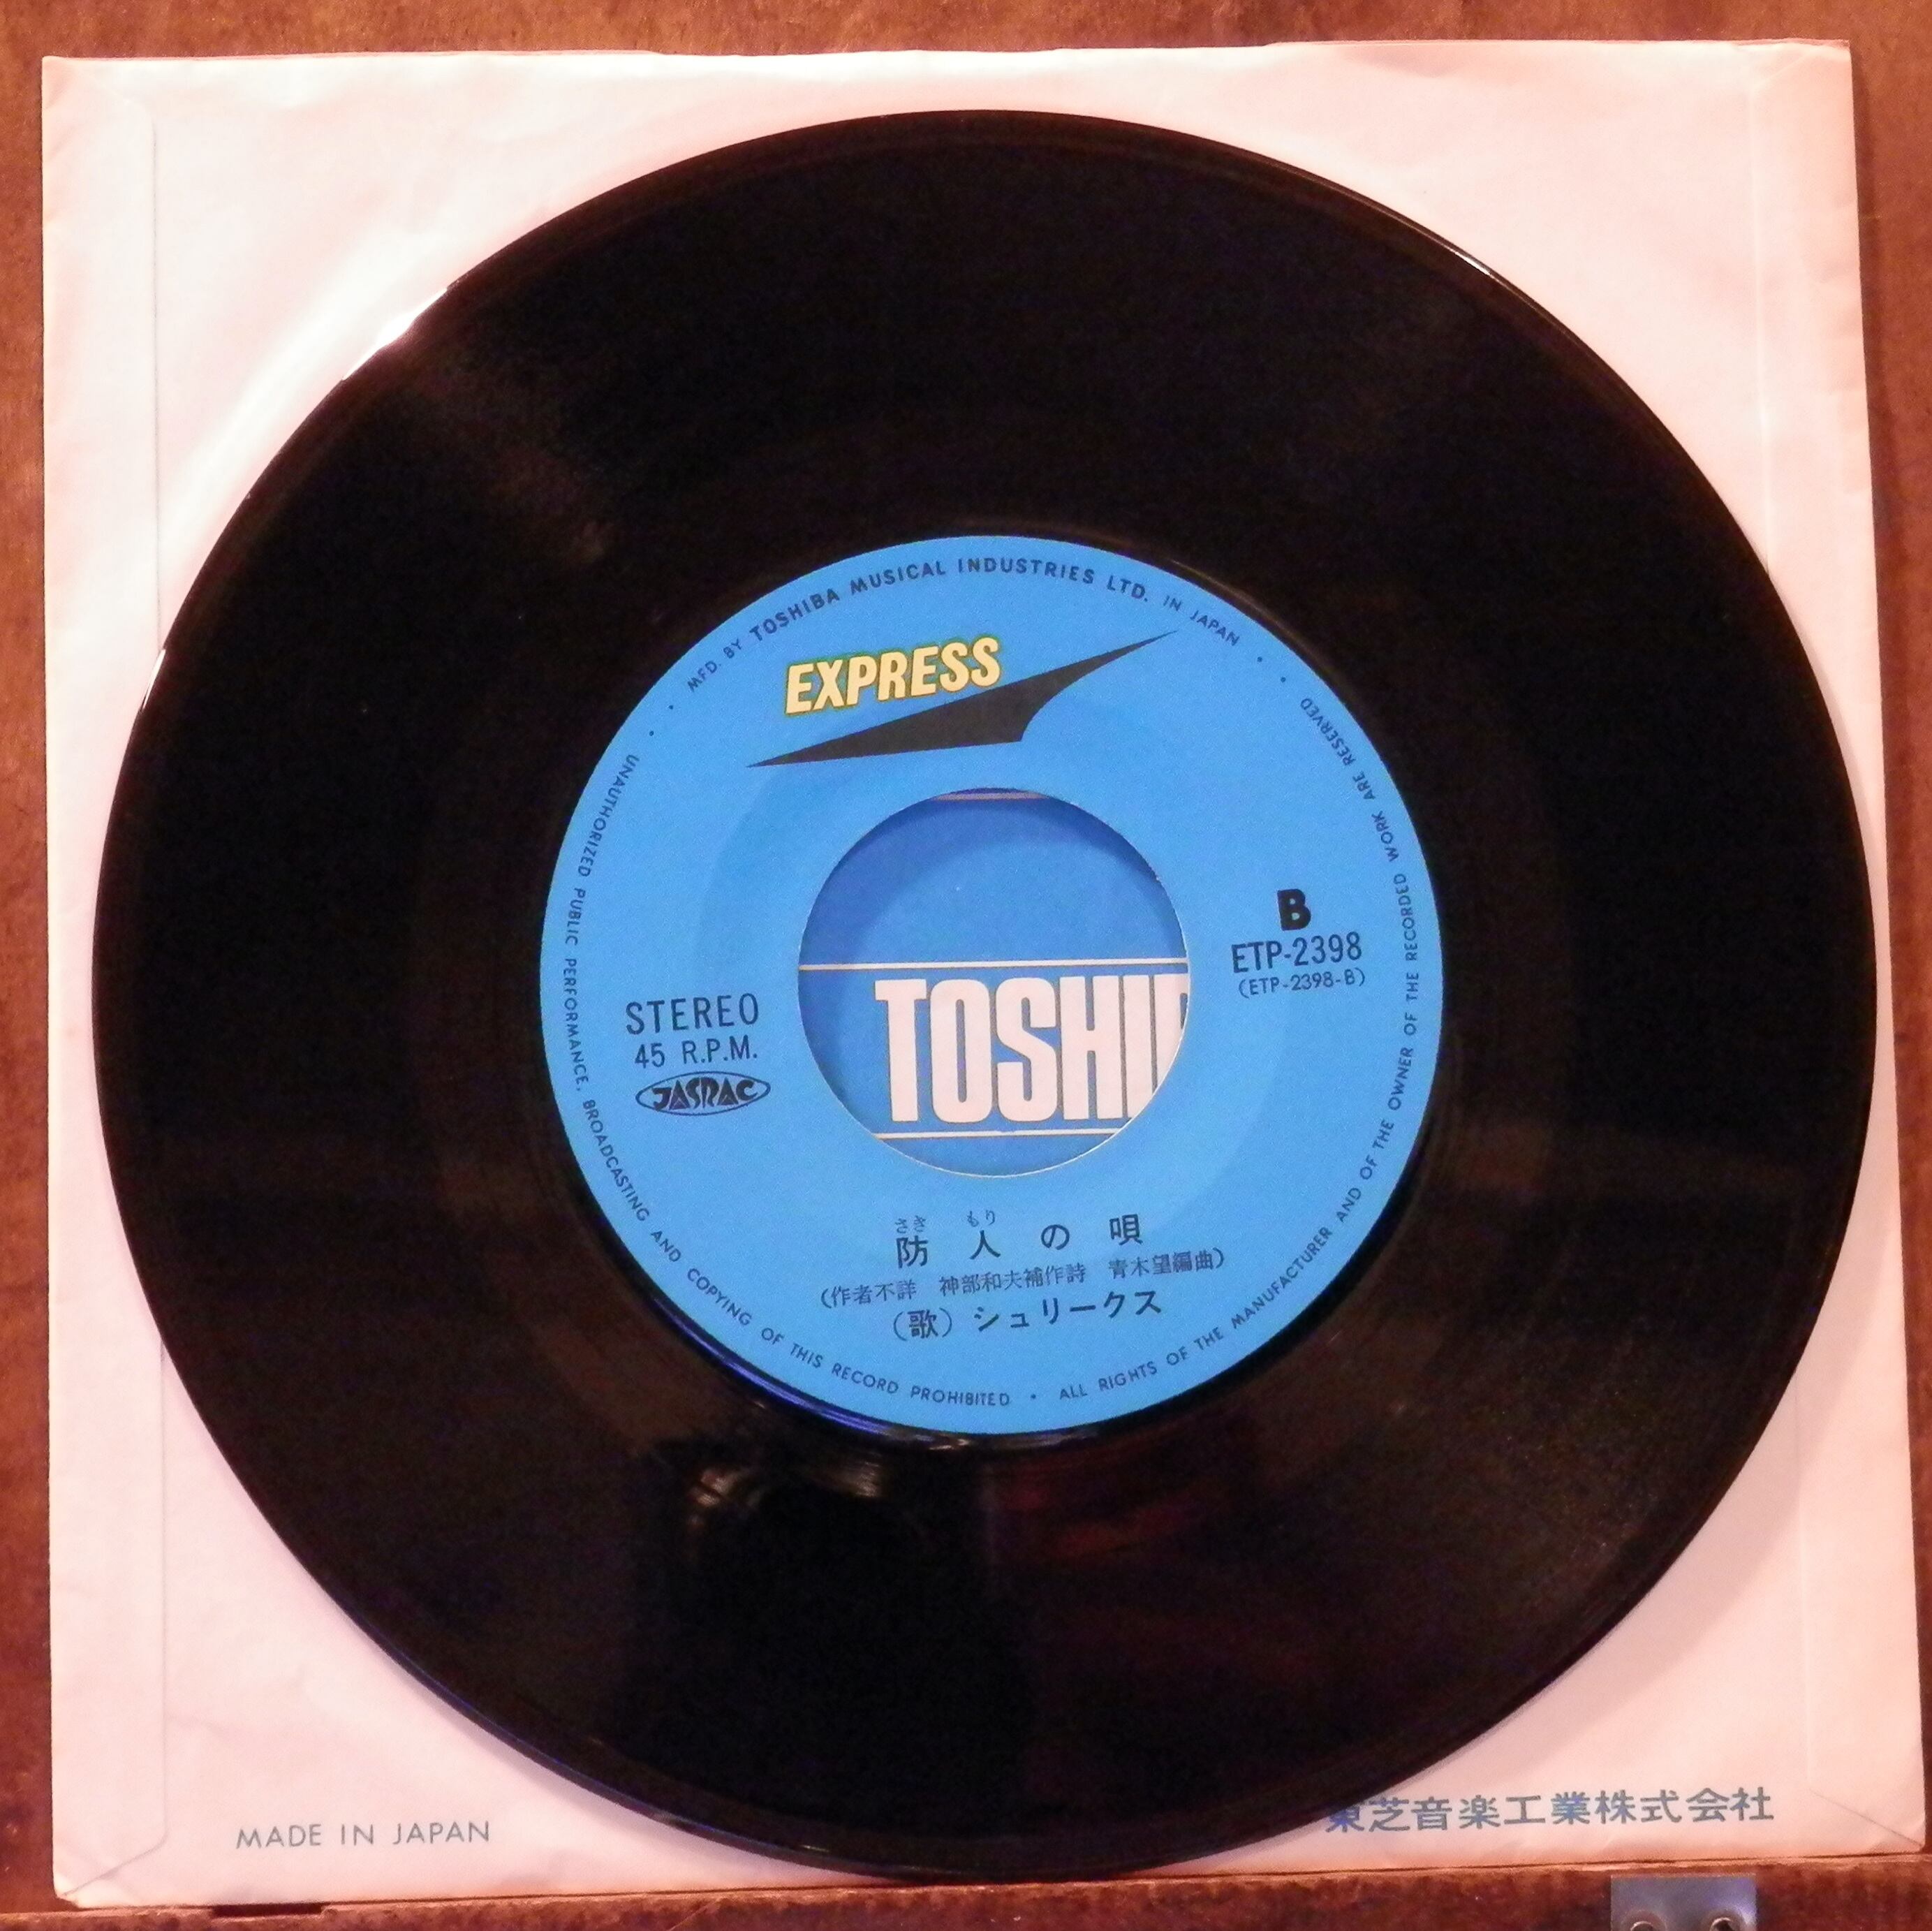 MFD. BY TOSHIBA MUSICAL INDUSTRIES LTD. IN JAPAN
EXPRESS
B
ETP-2398
(ETP-2398-B)
STEREO
45 R.P.M.
JASRAC
TOSHI
さき もり
防人の唄
(作者不詳 神部和夫補作詩 青木望編曲)
(歌) シュリークス
UNAUTHORIZED PUBLIC PERFORMANCE, BROADCASTING AND COPYING OF THIS RECORD PROHIBITED • ALL RIGHTS OF THE MANUFACTURER AND OF THE OWNER OF THE RECORDED WORK ARE RESERVED
MADE IN JAPAN
東芝音楽工業株式会社